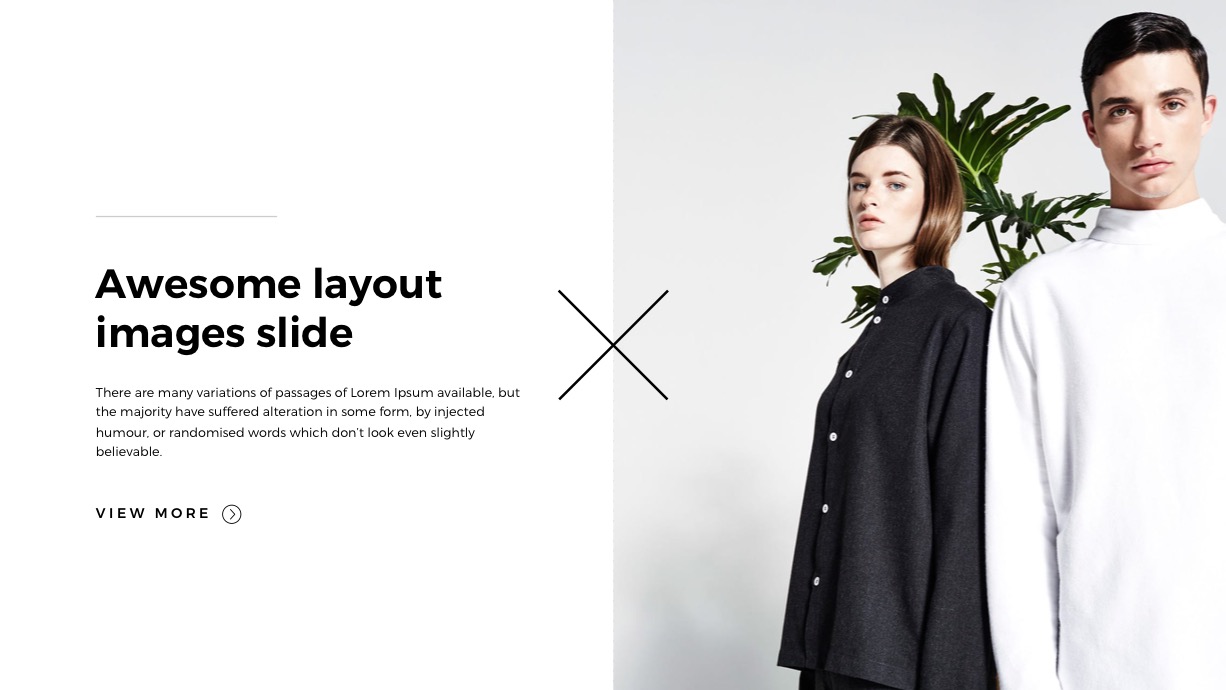 Awesome layout
images slide
There are many variations of passages of Lorem Ipsum available, but
the majority have suffered alteration in some form, by injected
humour, or randomised words which don’t look even slightly
believable.
VIEW MORE